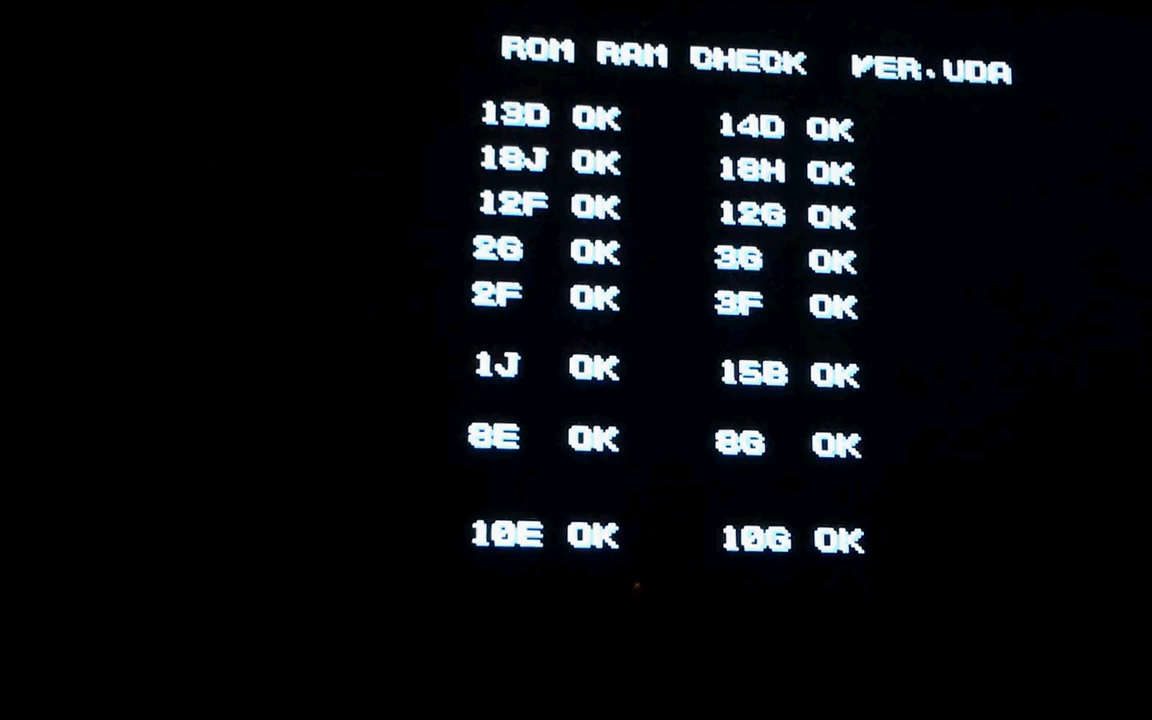 ROM RAM CHECK VER.UDA
13D OK 14D OK
18J OK 18H OK
12F OK 12G OK
2G OK 3G OK
2F OK 3F OK
1J OK 15B OK
8E OK 8G OK
10E OK 10G OK